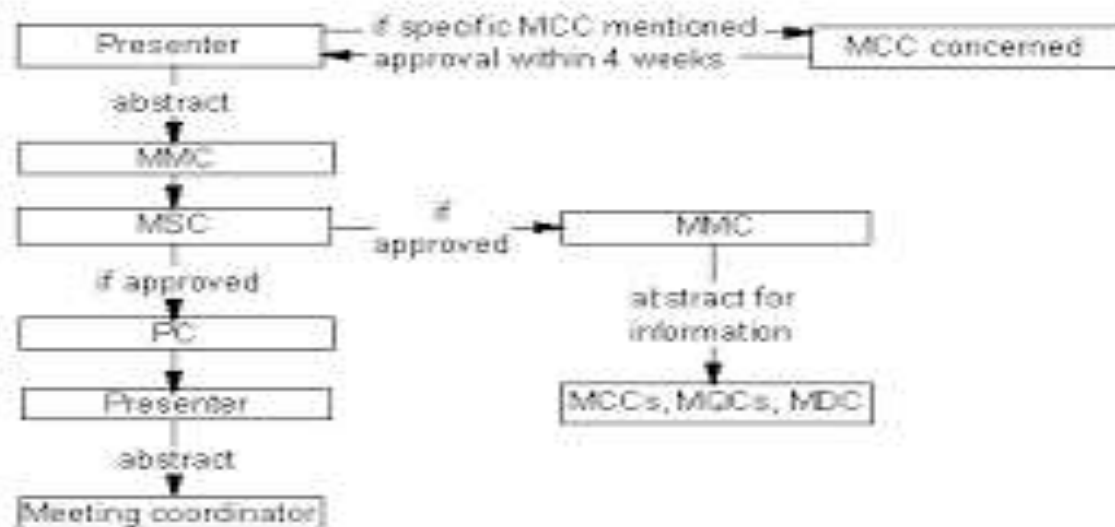 Presenter
if specific MCC mentioned
approval within 4 weeks
MCC concerned
abstract
MMC
MSC
if
approved
MMC
if approved
abstract for
information
PC
Presenter
MCCs, MQCs, MDC
abstract
Meeting coordinator